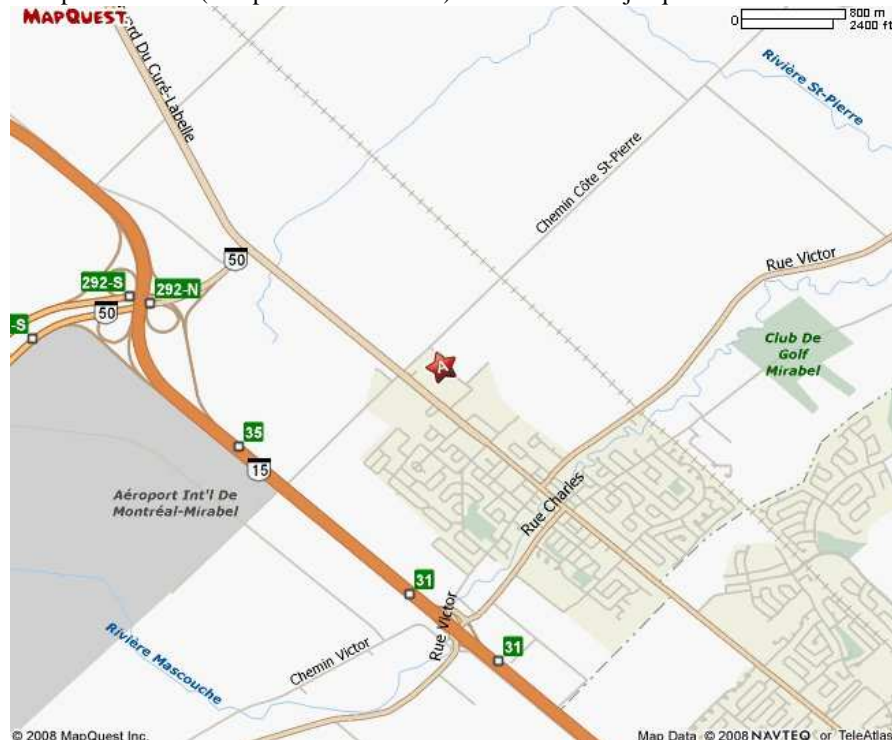 MAPQUEST
800 m
0
2400 ft
rd Du Curé-Labelle
Rivière St-Pierre
Chemin Côte St-Pierre
50
Rue Victor
292-S
292-N
50
-S
Club De
Golf
Mirabel
A
35
15
Aéroport Int'l De
Montréal-Mirabel
Rue Charles
31
Rue Victor
31
Rivière Mascouche
Chemin Victor
© 2008 MapQuest Inc.
Map Data © 2008 NAVTEQ or TeleAtlas